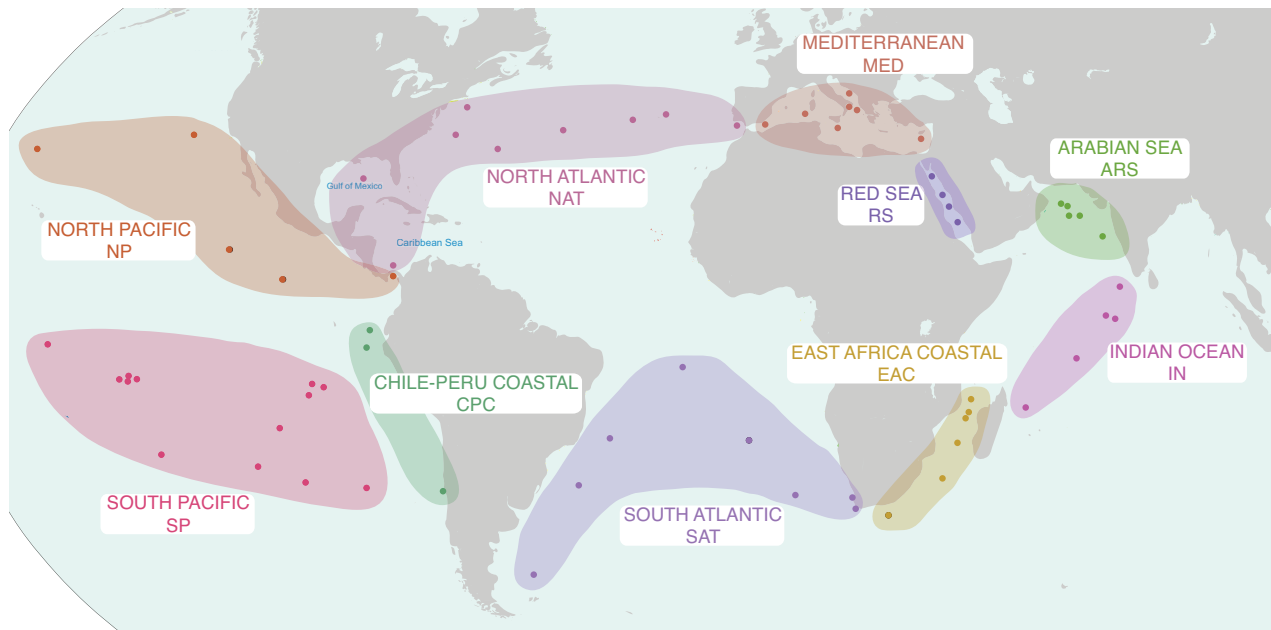 MEDITERRANEAN
MED
ARABIAN SEA
ARS
NORTH ATLANTIC
NAT
Gulf of Mexico
RED SEA
RS
NORTH PACIFIC
NP
Caribbean Sea
EAST AFRICA COASTAL
EAC
INDIAN OCEAN
IN
CHILE-PERU COASTAL
CPC
SOUTH PACIFIC
SP
SOUTH ATLANTIC
SAT